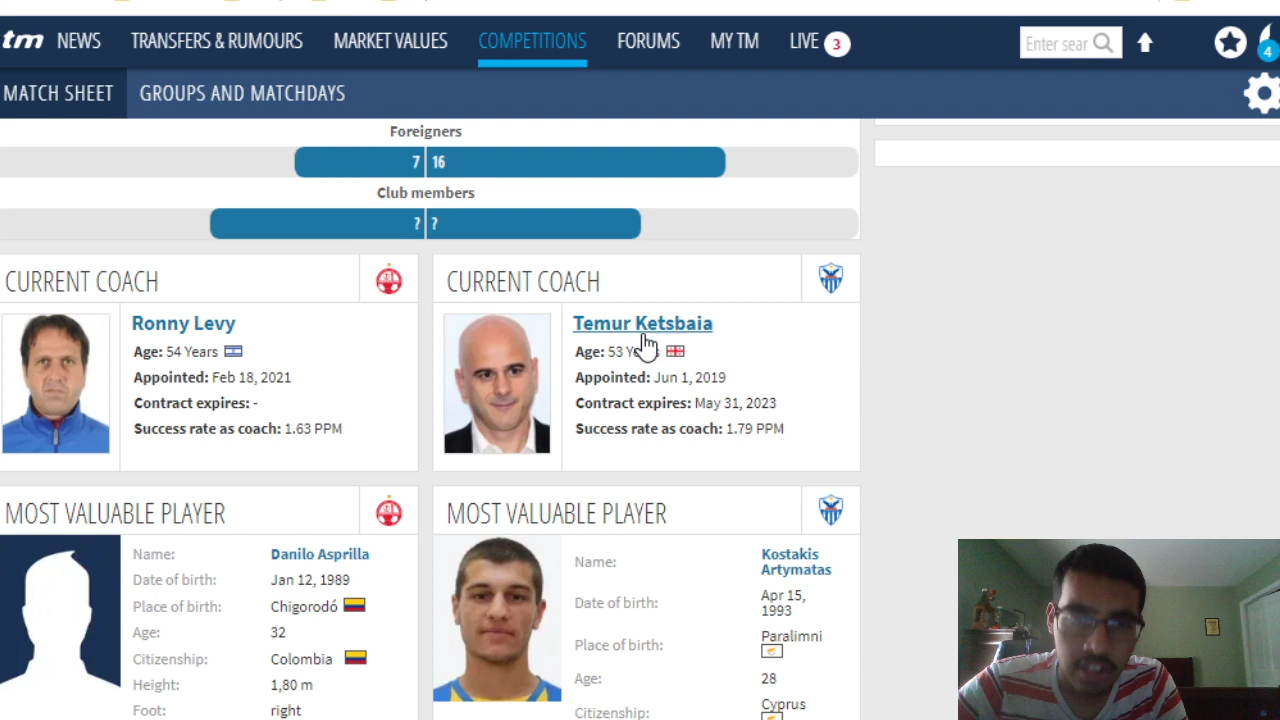 tm NEWS TRANSFERS & RUMOURS MARKET VALUES COMPETITIONS FORUMS MY TM LIVE 3 Enter sear 4
MATCH SHEET GROUPS AND MATCHDAYS
Foreigners
7 16
Club members
? ?
CURRENT COACH
Ronny Levy
Age: 54 Years
Appointed: Feb 18, 2021
Contract expires: -
Success rate as coach: 1.63 PPM
CURRENT COACH
Temur Ketsbaia
Age: 53
Appointed: Jun 1, 2019
Contract expires: May 31, 2023
Success rate as coach: 1.79 PPM
MOST VALUABLE PLAYER
Name: Danilo Asprilla
Date of birth: Jan 12, 1989
Place of birth: Chigorodó
Age: 32
Citizenship: Colombia
Height: 1,80 m
Foot: right
MOST VALUABLE PLAYER
Name: Kostakis
Artymatas
Date of birth: Apr 15,
1993
Place of birth: Paralimni
Age: 28
Citizenship: Cyprus